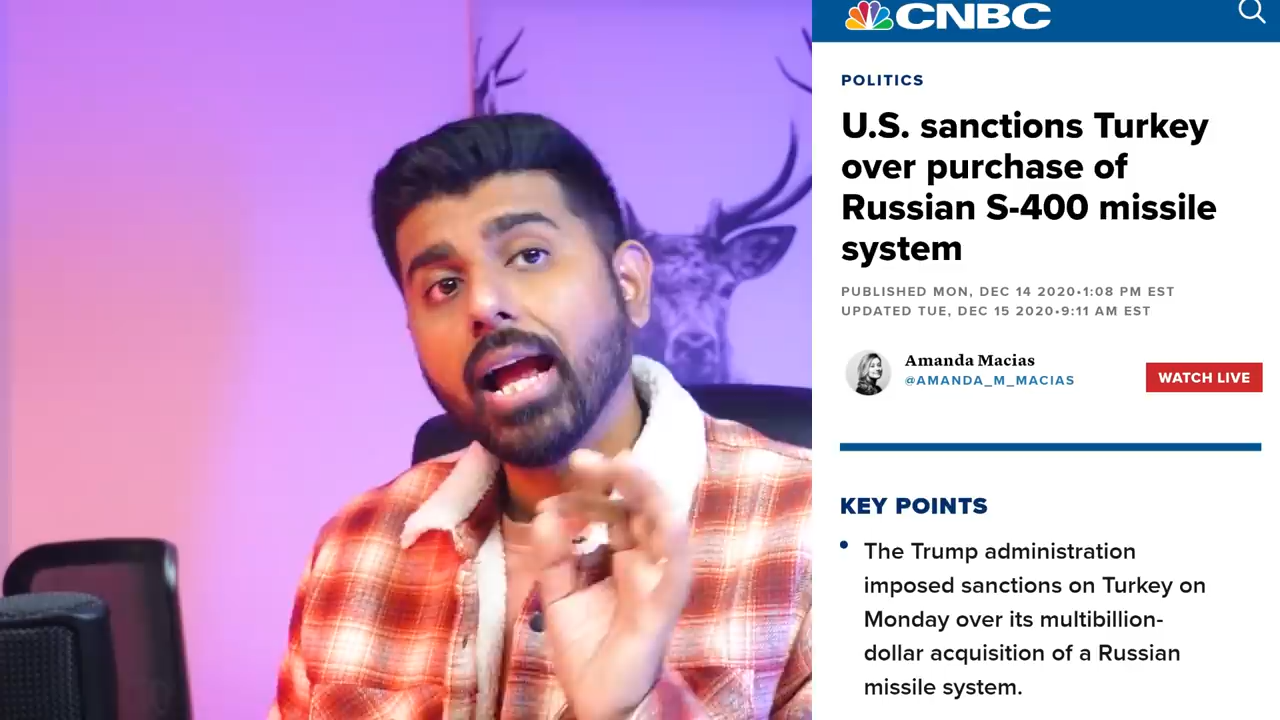 CNBC
POLITICS
U.S. sanctions Turkey
over purchase of
Russian S-400 missile
system
PUBLISHED MON, DEC 14 2020•1:08 PM EST
UPDATED TUE, DEC 15 2020•9:11 AM EST
Amanda Macias
@AMANDA_M_MACIAS
WATCH LIVE
KEY POINTS
• The Trump administration
imposed sanctions on Turkey on
Monday over its multibillion-
dollar acquisition of a Russian
missile system.